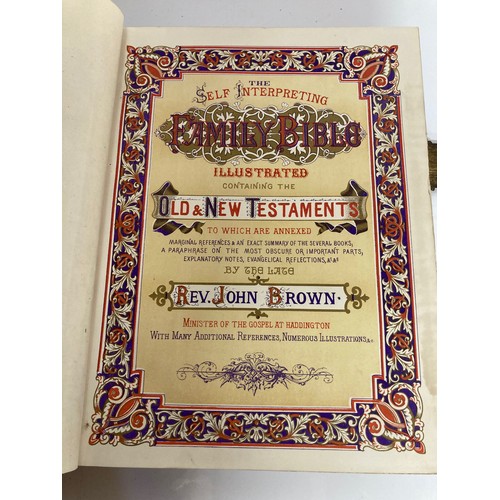 THE
SELF INTERPRETING
FAMILY BIBLE
ILLUSTRATED
CONTAINING THE
OLD & NEW TESTAMENTS
TO WHICH ARE ANNEXED
MARGINAL REFERENCES & AN EXACT SUMMARY OF THE SEVERAL BOOKS;
A PARAPHRASE ON THE MOST OBSCURE OR IMPORTANT PARTS,
EXPLANATORY NOTES, EVANGELICAL REFLECTIONS, &c &c
BY THE LATE
REV. JOHN BROWN.
MINISTER OF THE GOSPEL AT HADDINGTON
WITH MANY ADDITIONAL REFERENCES, NUMEROUS ILLUSTRATIONS, &c.